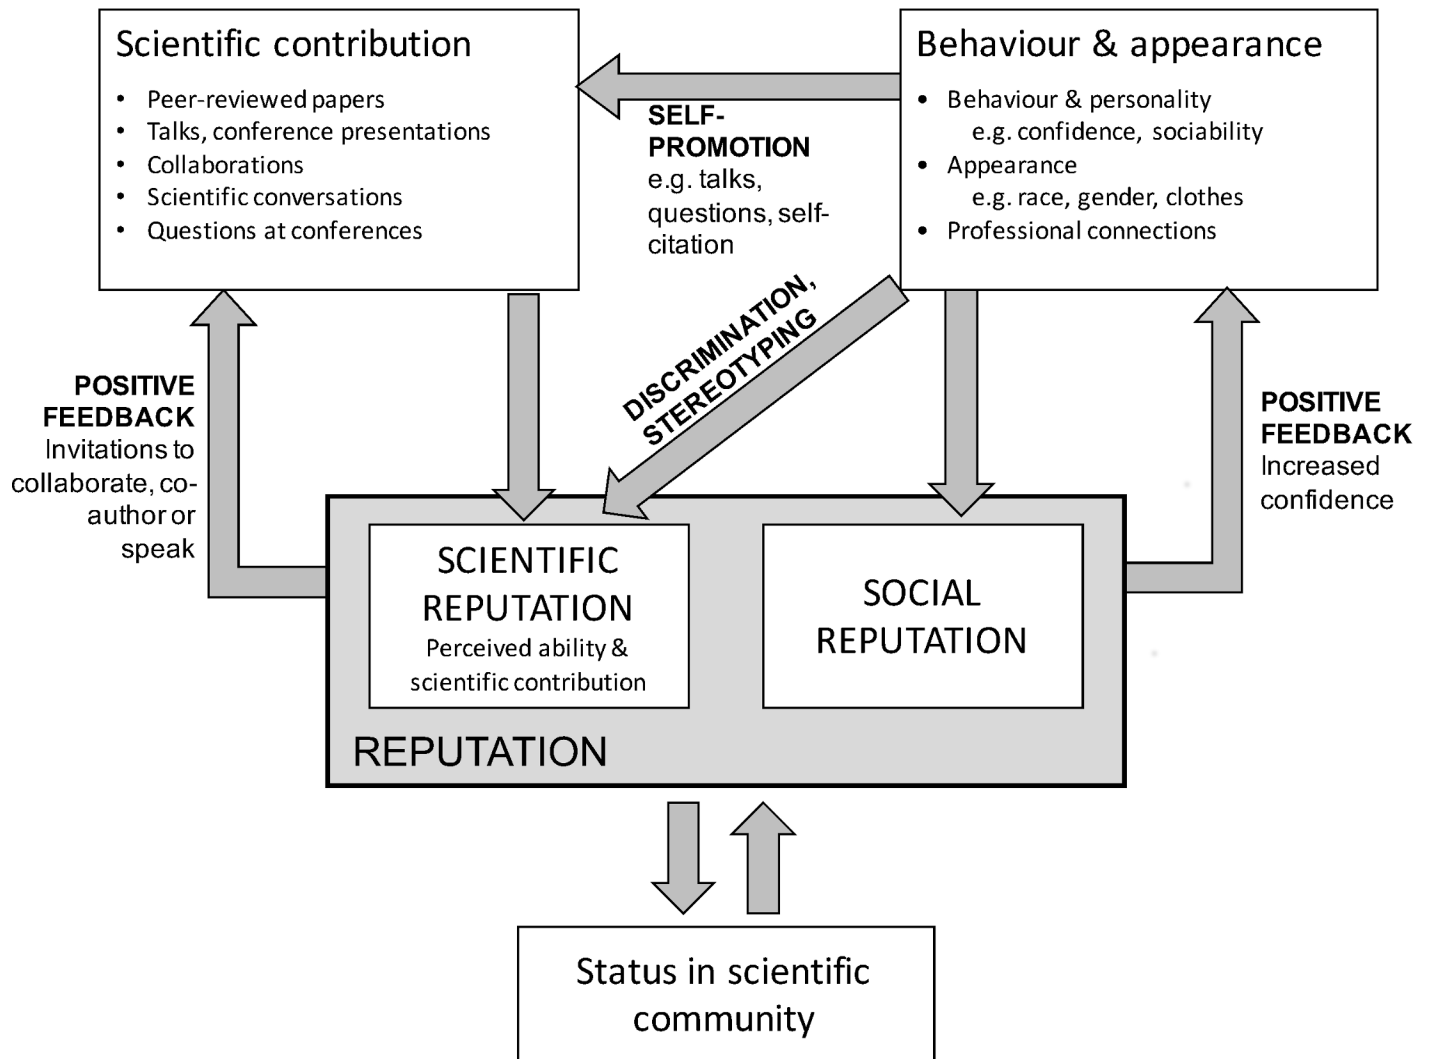 Scientific contribution
• Peer-reviewed papers
• Talks, conference presentations
• Collaborations
• Scientific conversations
• Questions at conferences
Behaviour & appearance
• Behaviour & personality
e.g. confidence, sociability
• Appearance
e.g. race, gender, clothes
• Professional connections
SELF-
PROMOTION
e.g. talks,
questions, self-
citation
DISCRIMINATION,
STEREOTYPING
POSITIVE
FEEDBACK
Invitations to
collaborate, co-
author or
speak
POSITIVE
FEEDBACK
Increased
confidence
SCIENTIFIC
REPUTATION
Perceived ability &
scientific contribution
SOCIAL
REPUTATION
REPUTATION
Status in scientific
community